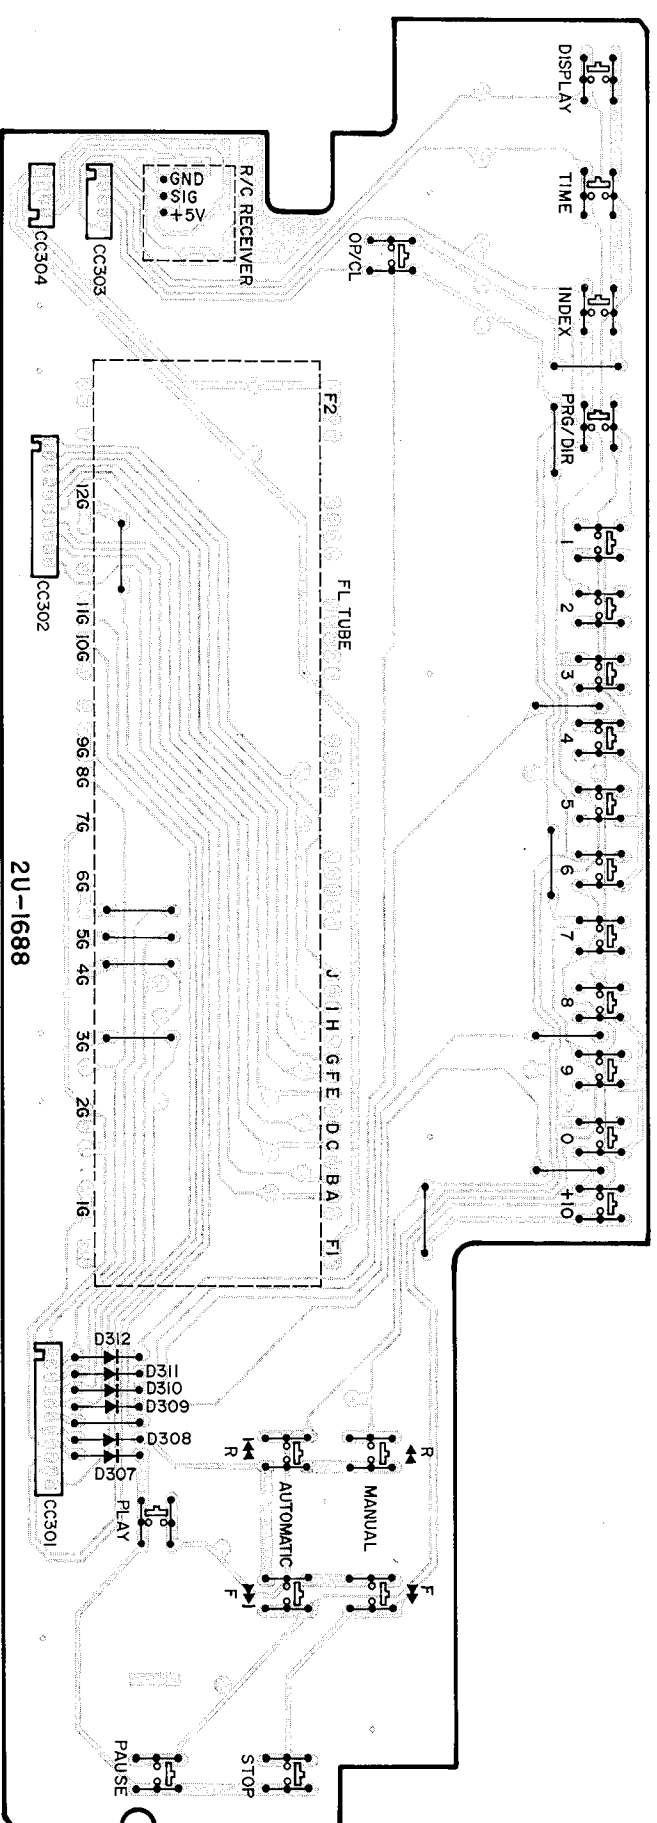 DISPLAY
TIME
INDEX
PRG/DIR
1
2
3
4
5
6
7
8
9
0
+10
R/C RECEIVER
GND
SIG
+5V
OP/CL
CC304
CC303
CC302
FL TUBE
F2
J
I
H
G
F
E
D
C
B
A
F1
12G
11G
10G
9G
8G
7G
6G
5G
4G
3G
2G
1G
2U-1688
D312
D311
D310
D309
D308
D307
CC301
PLAY
R
R
AUTOMATIC
MANUAL
F
F
PAUSE
STOP